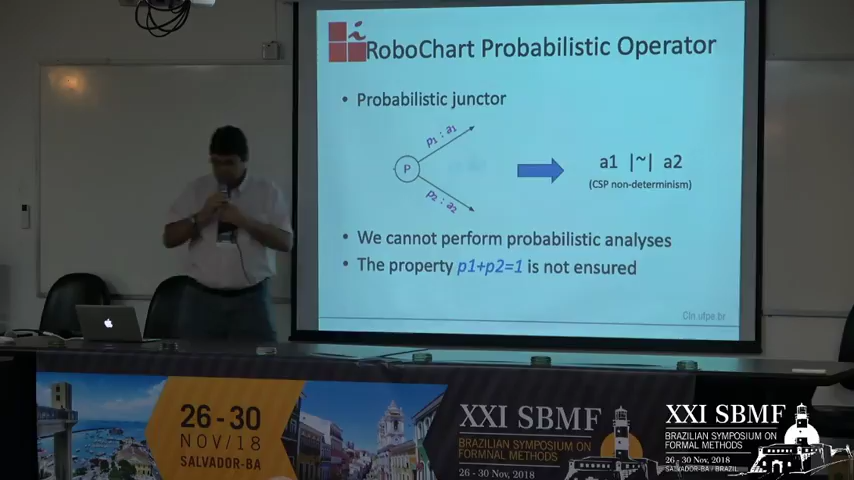 RoboChart Probabilistic Operator
• Probabilistic junctor
p1 : a1
P
p2 : a2
a1 |~| a2
(CSP non-determinism)
• We cannot perform probabilistic analyses
• The property p1+p2=1 is not ensured
CIn.ufpe.br
26-30
NOV/18
SALVADOR-BA
XXI SBMF
BRAZILIAN SYMPOSIUM ON
FORMNAL METHODS
26 - 30 Nov, 2018
XXI SBMF
BRAZILIAN SYMPOSIUM ON
FORMAL METHODS
26 - 30 Nov, 2018
SALVADOR-BA / BRAZIL